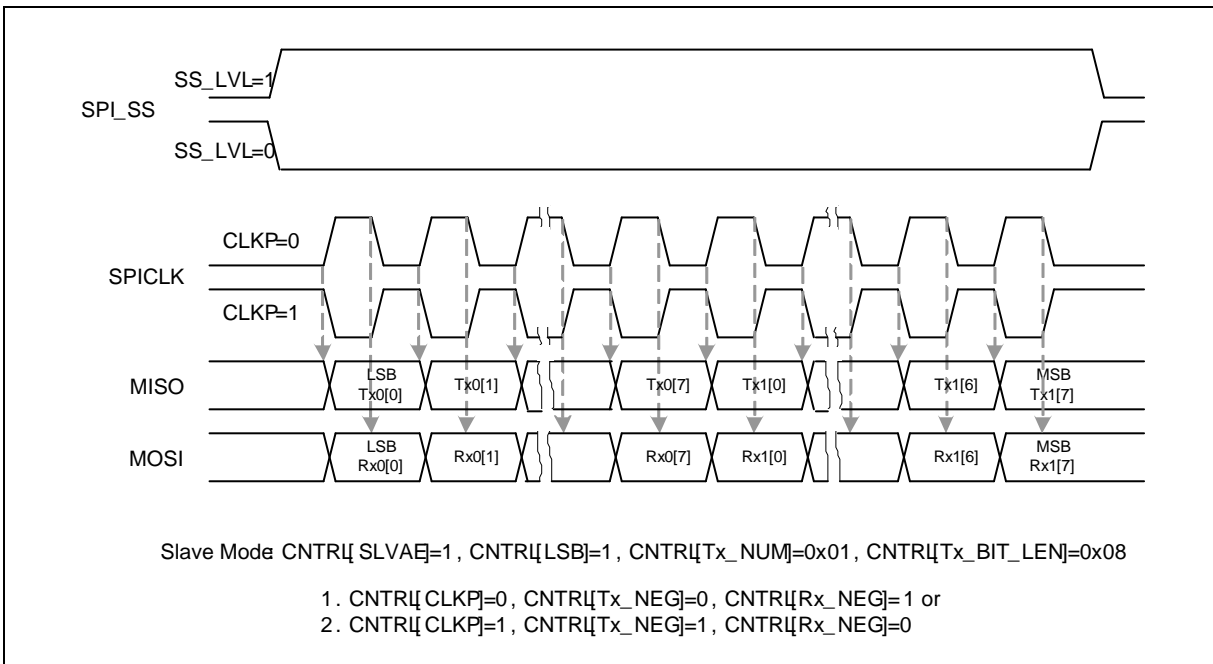 SS_LVL=1
SPI_SS
SS_LVL=0
CLKP=0
SPICLK
CLKP=1
MISO
LSB
Tx0[0]
Tx0[1]
Tx0[7]
Tx1[0]
Tx1[6]
MSB
Tx1[7]
MOSI
LSB
Rx0[0]
Rx0[1]
Rx0[7]
Rx1[0]
Rx1[6]
MSB
Rx1[7]
Slave Mode: CNTRL[SLVAE]=1, CNTRL[LSB]=1, CNTRL[Tx_NUM]=0x01, CNTRL[Tx_BIT_LEN]=0x08
1. CNTRL[CLKP]=0, CNTRL[Tx_NEG]=0, CNTRL[Rx_NEG]=1 or
2. CNTRL[CLKP]=1, CNTRL[Tx_NEG]=1, CNTRL[Rx_NEG]=0